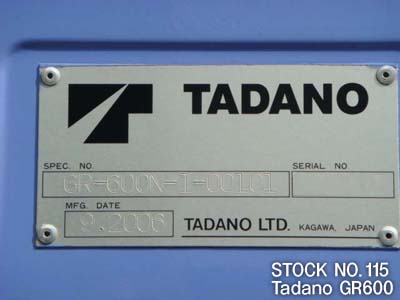 TADANO
SPEC. NO. SERIAL NO.
GR-600N-1-00101
MFG. DATE
9.2006 TADANO LTD. KAGAWA, JAPAN
STOCK NO.115
Tadano GR600